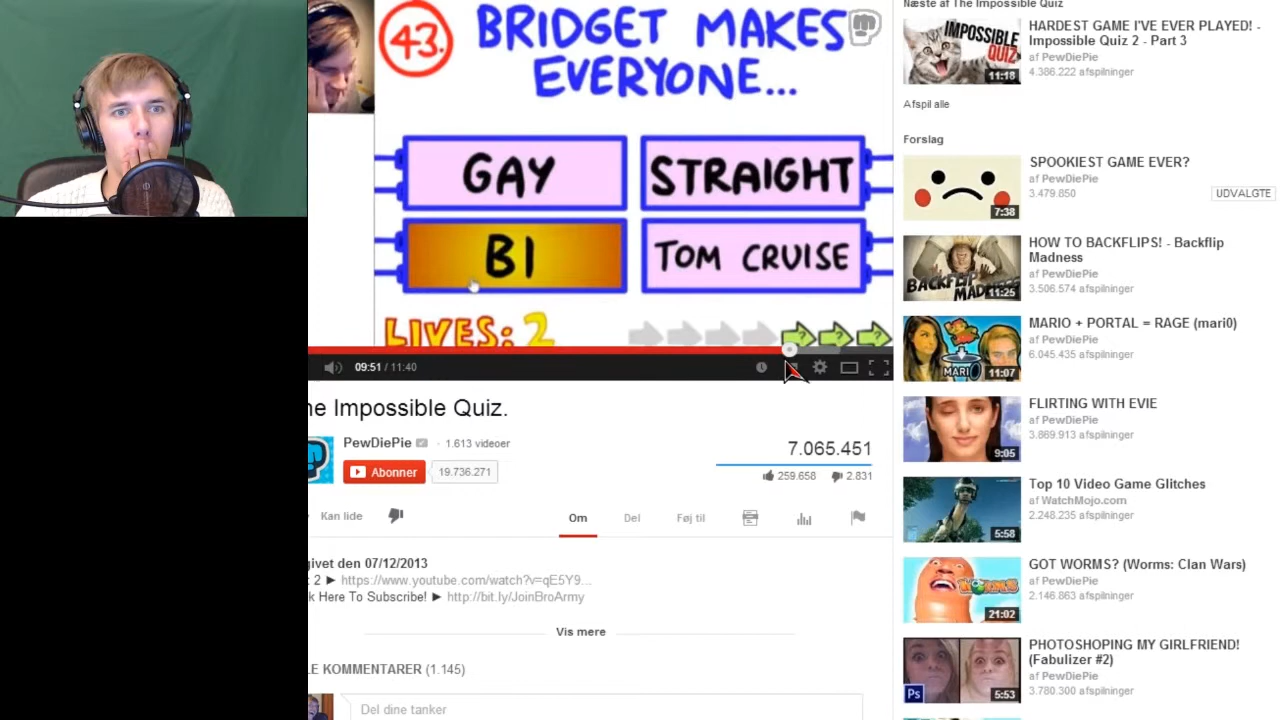 43.
BRIDGET MAKES
EVERYONE...
GAY
STRAIGHT
BI
TOM CRUISE
LIVES: 2
09:51 / 11:40
he Impossible Quiz.
PewDiePie
1.613 videoer
Abonner
19.736.271
7.065.451
259.658
2.831
Kan lide
Om
Del
Føj til
givet den 07/12/2013
t 2 ► https://www.youtube.com/watch?v=qE5Y9...
k Here To Subscribe! ► http://bit.ly/JoinBroArmy
Vis mere
LE KOMMENTARER (1.145)
Del dine tanker
Næste af The Impossible Quiz
IMPOSSIBLE
QUIZ
11:18
HARDEST GAME I'VE EVER PLAYED! -
Impossible Quiz 2 - Part 3
af PewDiePie
4.386.222 afspilninger
Afspil alle
Forslag
7:38
SPOOKIEST GAME EVER?
af PewDiePie
3.479.850
UDVALGTE
BACKFLIP
MADNESS
11:25
HOW TO BACKFLIPS! - Backflip
Madness
af PewDiePie
3.506.574 afspilninger
MARIO
11:07
MARIO + PORTAL = RAGE (mari0)
af PewDiePie
6.045.435 afspilninger
9:05
FLIRTING WITH EVIE
af PewDiePie
3.869.913 afspilninger
5:58
Top 10 Video Game Glitches
af WatchMojo.com
2.248.235 afspilninger
WORMS
21:02
GOT WORMS? (Worms: Clan Wars)
af PewDiePie
2.146.863 afspilninger
Ps
5:53
PHOTOSHOPING MY GIRLFRIEND!
(Fabulizer #2)
af PewDiePie
3.780.300 afspilninger